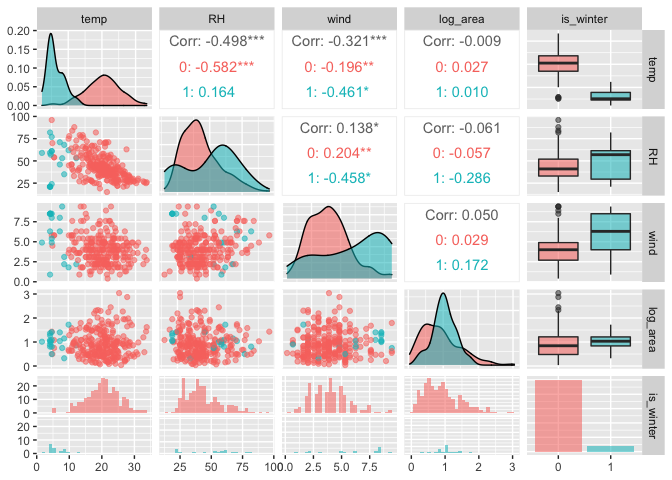 temp RH wind log_area is_winter
0.20
0.15
0.10
0.05
0.00
Corr: -0.498*** Corr: -0.321*** Corr: -0.009
0: -0.582*** 0: -0.196** 0: 0.027
1: 0.164 1: -0.461* 1: 0.010
temp
100
75
50
25
Corr: 0.138* Corr: -0.061
0: 0.204** 0: -0.057
1: -0.458* 1: -0.286
RH
7.5
5.0
2.5
0.0
Corr: 0.050
0: 0.029
1: 0.172
wind
3
2
1
0
log_area
20
10
0
20
10
0
is_winter
0 10 20 30 25 50 75 100 0.0 2.5 5.0 7.5 0 1 2 3 0 1